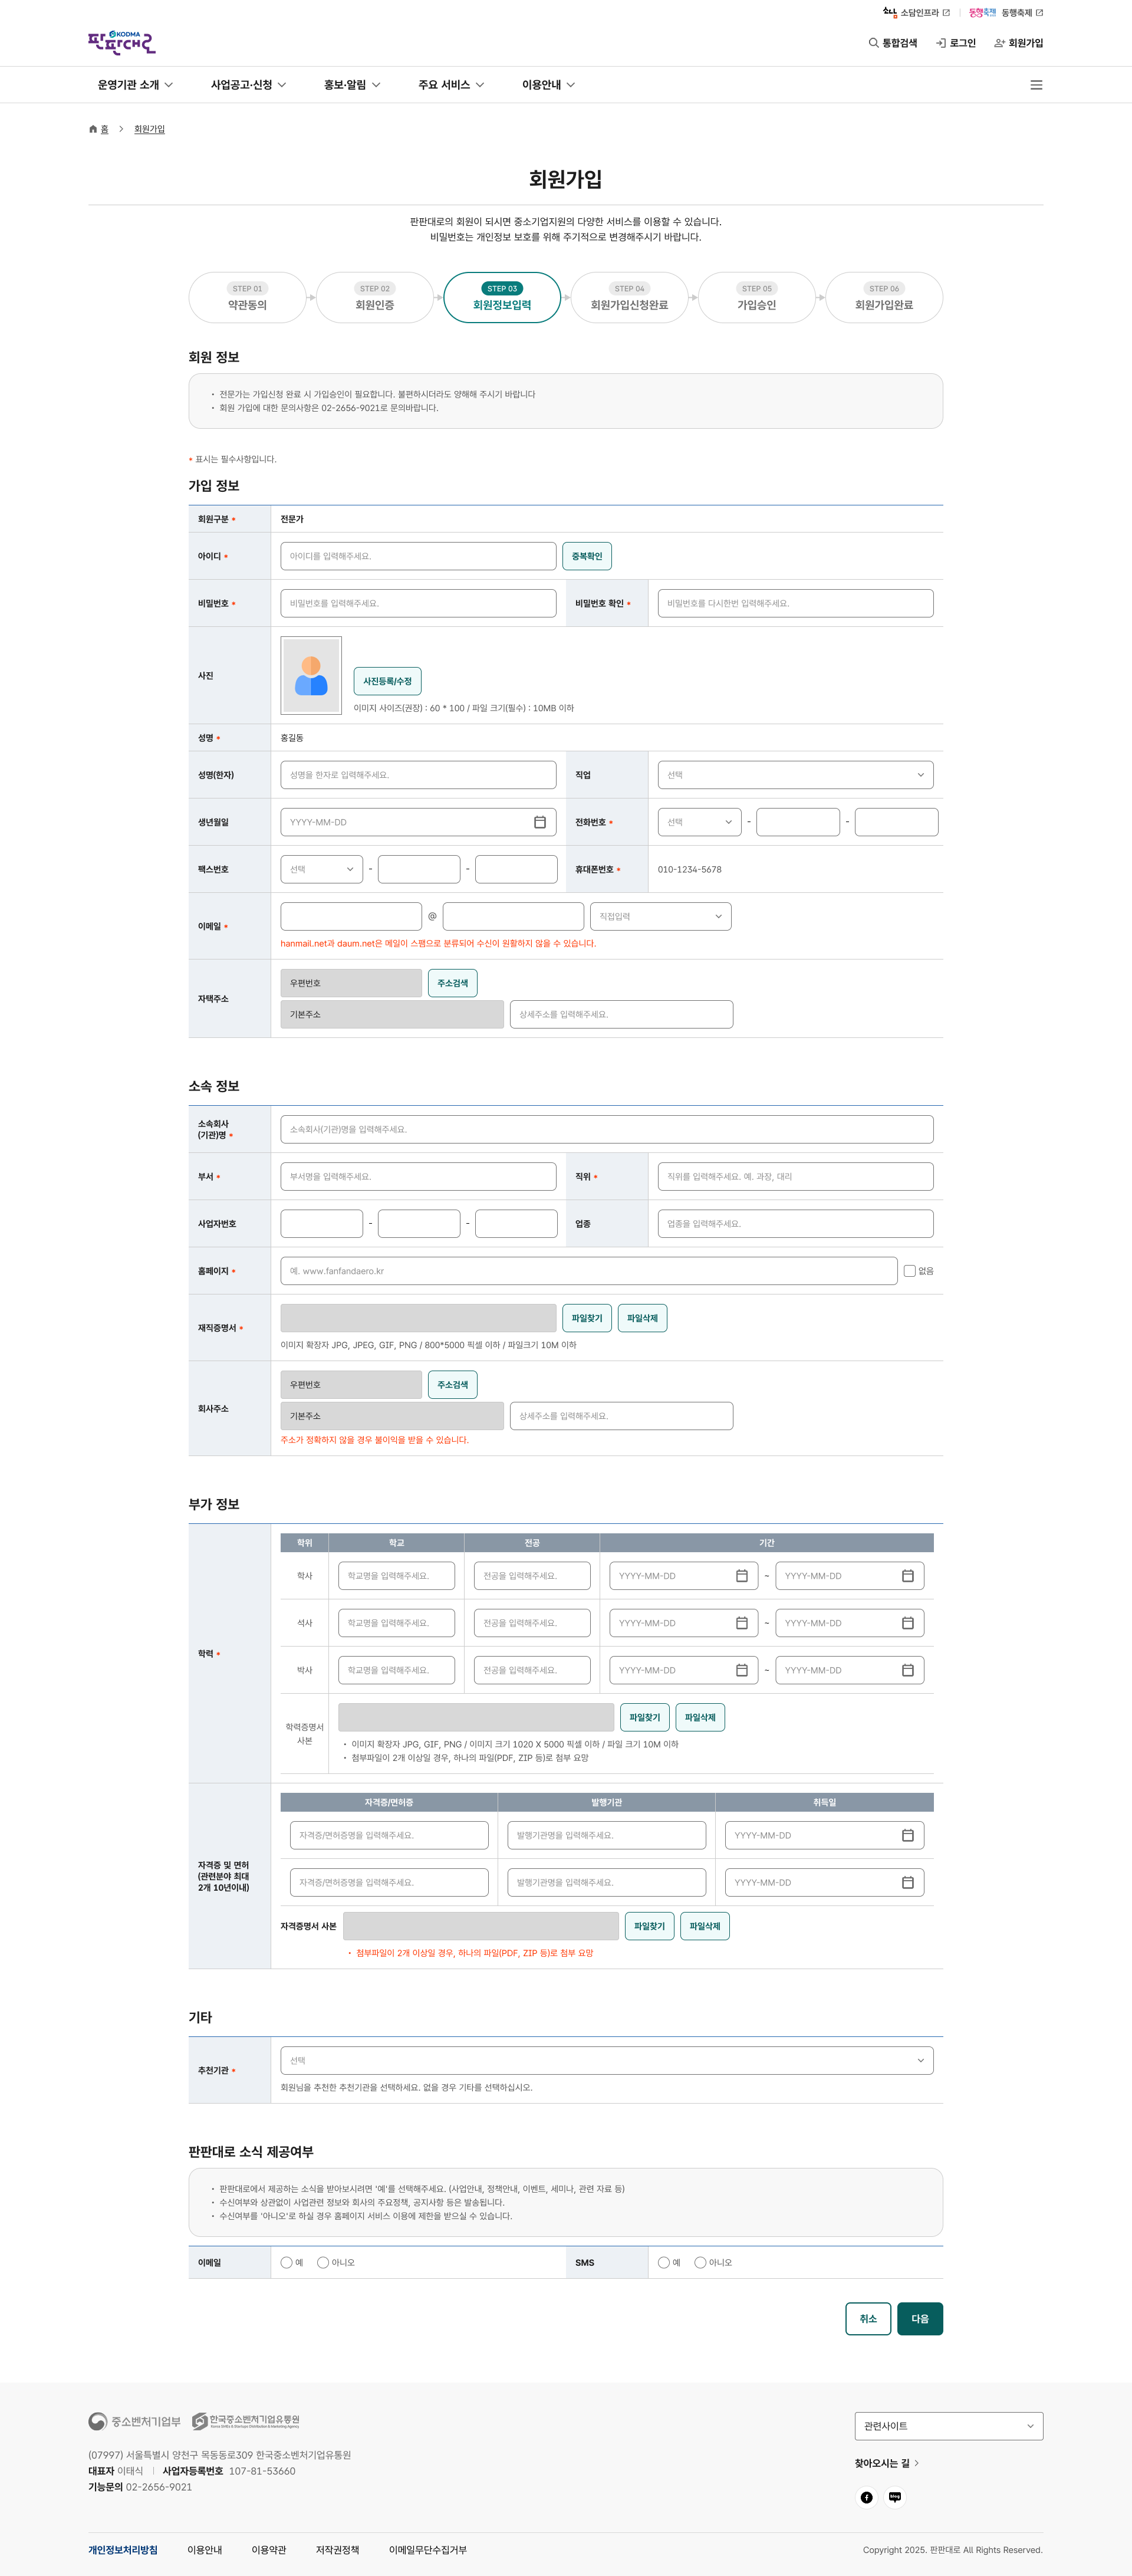 소담 소담인프라
동행축제 동행축제
KODMA
판판대로
통합검색 로그인 회원가입
운영기관 소개 사업공고·신청 홍보·알림 주요 서비스 이용안내
홈 회원가입
회원가입
판판대로의 회원이 되시면 중소기업지원의 다양한 서비스를 이용할 수 있습니다.
비밀번호는 개인정보 보호를 위해 주기적으로 변경해주시기 바랍니다.
STEP 01 STEP 02 STEP 03 STEP 04 STEP 05 STEP 06
약관동의 회원인증 회원정보입력 회원가입신청완료 가입승인 회원가입완료
회원 정보
• 전문가는 가입신청 완료 시 가입승인이 필요합니다. 불편하시더라도 양해해 주시기 바랍니다
• 회원 가입에 대한 문의사항은 02-2656-9021로 문의바랍니다.
* 표시는 필수사항입니다.
가입 정보
회원구분 * 전문가
아이디 * 아이디를 입력해주세요. 중복확인
비밀번호 * 비밀번호를 입력해주세요. 비밀번호 확인 * 비밀번호를 다시한번 입력해주세요.
사진 사진등록/수정
이미지 사이즈(권장) : 60 * 100 / 파일 크기(필수) : 10MB 이하
성명 * 홍길동
성명(한자) 성명을 한자로 입력해주세요. 직업 선택
생년월일 YYYY-MM-DD 전화번호 * 선택 - -
팩스번호 선택 - - 휴대폰번호 * 010-1234-5678
이메일 * @ 직접입력
hanmail.net과 daum.net은 메일이 스팸으로 분류되어 수신이 원활하지 않을 수 있습니다.
자택주소 우편번호 주소검색
기본주소 상세주소를 입력해주세요.
소속 정보
소속회사
(기관)명 * 소속회사(기관)명을 입력해주세요.
부서 * 부서명을 입력해주세요. 직위 * 직위를 입력해주세요. 예. 과장, 대리
사업자번호 - - 업종 업종을 입력해주세요.
홈페이지 * 예. www.fanfandaero.kr 없음
재직증명서 * 파일찾기 파일삭제
이미지 확장자 JPG, JPEG, GIF, PNG / 800*5000 픽셀 이하 / 파일크기 10M 이하
회사주소 우편번호 주소검색
기본주소 상세주소를 입력해주세요.
주소가 정확하지 않을 경우 불이익을 받을 수 있습니다.
부가 정보
학력 *
학위 학교 전공 기간
학사 학교명을 입력해주세요. 전공을 입력해주세요. YYYY-MM-DD ~ YYYY-MM-DD
석사 학교명을 입력해주세요. 전공을 입력해주세요. YYYY-MM-DD ~ YYYY-MM-DD
박사 학교명을 입력해주세요. 전공을 입력해주세요. YYYY-MM-DD ~ YYYY-MM-DD
학력증명서
사본 파일찾기 파일삭제
• 이미지 확장자 JPG, GIF, PNG / 이미지 크기 1020 X 5000 픽셀 이하 / 파일 크기 10M 이하
• 첨부파일이 2개 이상일 경우, 하나의 파일(PDF, ZIP 등)로 첨부 요망
자격증 및 면허
(관련분야 최대
2개 10년이내)
자격증/면허증 발행기관 취득일
자격증/면허증명을 입력해주세요. 발행기관명을 입력해주세요. YYYY-MM-DD
자격증/면허증명을 입력해주세요. 발행기관명을 입력해주세요. YYYY-MM-DD
자격증명서 사본 파일찾기 파일삭제
• 첨부파일이 2개 이상일 경우, 하나의 파일(PDF, ZIP 등)로 첨부 요망
기타
추천기관 * 선택
회원님을 추천한 추천기관을 선택하세요. 없을 경우 기타를 선택하십시오.
판판대로 소식 제공여부
• 판판대로에서 제공하는 소식을 받아보시려면 '예'를 선택해주세요. (사업안내, 정책안내, 이벤트, 세미나, 관련 자료 등)
• 수신여부와 상관없이 사업관련 정보와 회사의 주요정책, 공지사항 등은 발송됩니다.
• 수신여부를 '아니오'로 하실 경우 홈페이지 서비스 이용에 제한을 받으실 수 있습니다.
이메일 예 아니오 SMS 예 아니오
취소 다음
중소벤처기업부 한국중소벤처기업유통원
관련사이트
(07997) 서울특별시 양천구 목동동로309 한국중소벤처기업유통원
대표자 이태식 | 사업자등록번호 107-81-53660
기능문의 02-2656-9021
찾아오시는 길
blog
개인정보처리방침 이용안내 이용약관 저작권정책 이메일무단수집거부
Copyright 2025. 판판대로 All Rights Reserved.